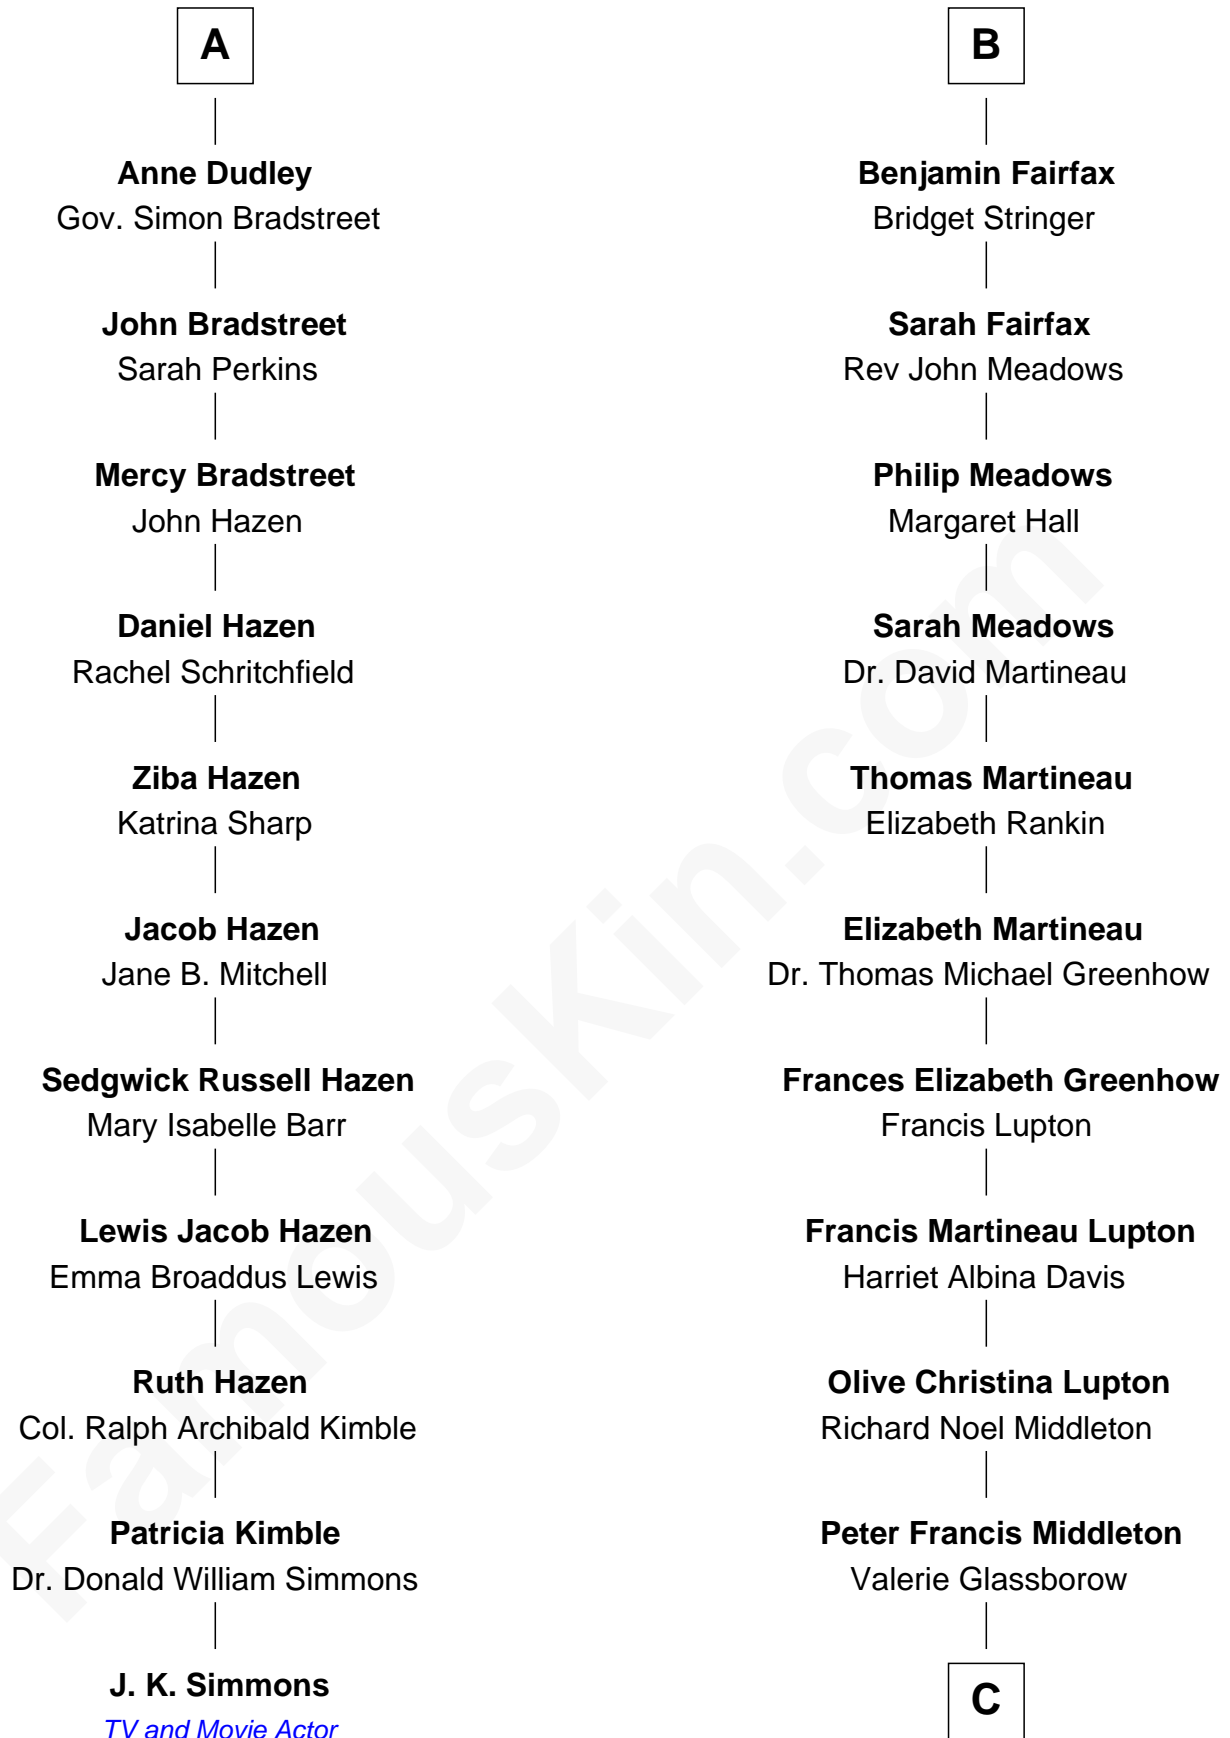 A
Anne Dudley
Gov. Simon Bradstreet
John Bradstreet
Sarah Perkins
Mercy Bradstreet
John Hazen
Daniel Hazen
Rachel Schritchfield
Ziba Hazen
Katrina Sharp
Jacob Hazen
Jane B. Mitchell
Sedgwick Russell Hazen
Mary Isabelle Barr
Lewis Jacob Hazen
Emma Broaddus Lewis
Ruth Hazen
Col. Ralph Archibald Kimble
Patricia Kimble
Dr. Donald William Simmons
J. K. Simmons
TV and Movie Actor
B
Benjamin Fairfax
Bridget Stringer
Sarah Fairfax
Rev John Meadows
Philip Meadows
Margaret Hall
Sarah Meadows
Dr. David Martineau
Thomas Martineau
Elizabeth Rankin
Elizabeth Martineau
Dr. Thomas Michael Greenhow
Frances Elizabeth Greenhow
Francis Lupton
Francis Martineau Lupton
Harriet Albina Davis
Olive Christina Lupton
Richard Noel Middleton
Peter Francis Middleton
Valerie Glassborow
C
FamousKin.com